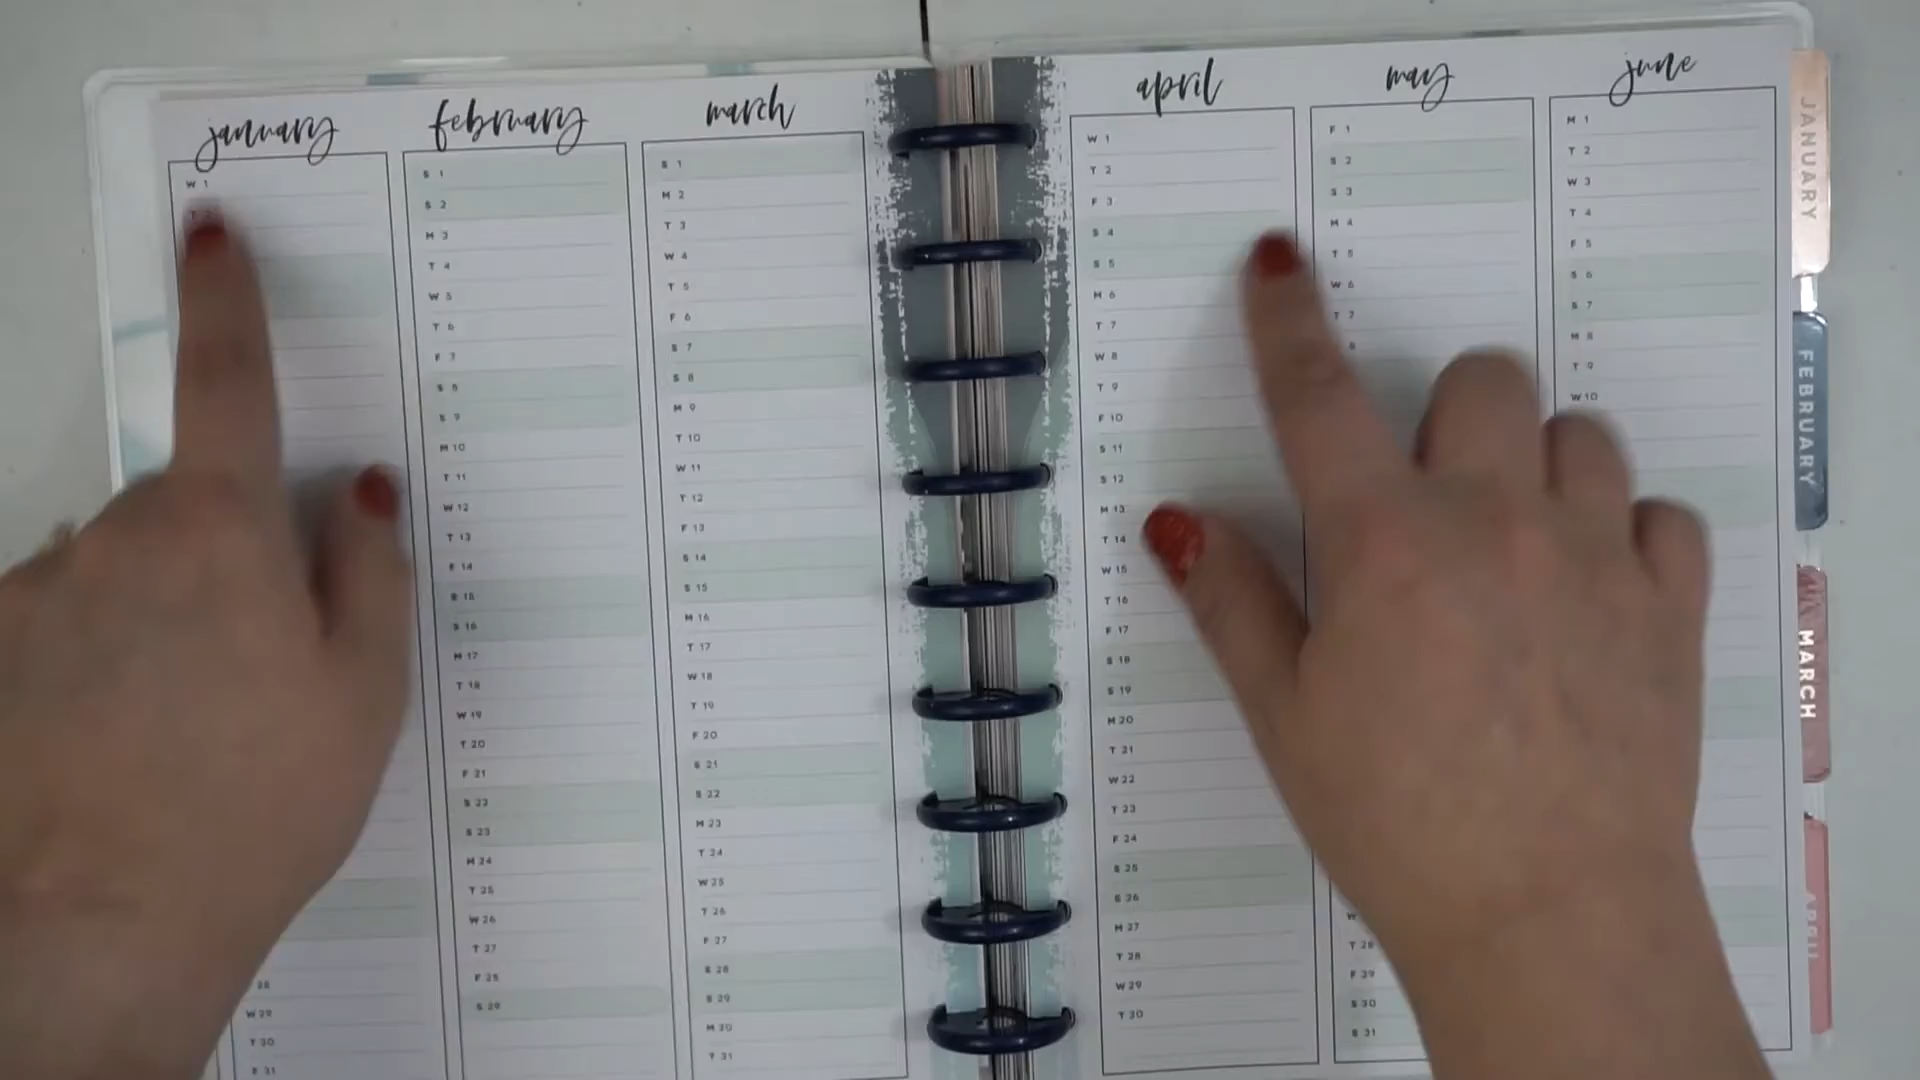 january
W 1
T 2
28
W 29
T 30
31
february
S 1
S 2
M 3
T 4
W 5
T 6
F 7
S 8
S 9
M 10
T 11
W 12
T 13
F 14
S 15
S 16
M 17
T 18
W 19
T 20
F 21
S 22
S 23
M 24
T 25
W 26
T 27
F 28
S 29
march
S 1
M 2
T 3
W 4
T 5
F 6
S 7
S 8
M 9
T 10
W 11
T 12
F 13
S 14
S 15
M 16
T 17
W 18
T 19
F 20
S 21
S 22
M 23
T 24
W 25
T 26
F 27
S 28
S 29
M 30
T 31
april
W 1
T 2
F 3
S 4
S 5
M 6
T 7
W 8
T 9
F 10
S 11
S 12
M 13
T 14
W 15
T 16
F 17
S 18
S 19
M 20
T 21
W 22
T 23
F 24
S 25
S 26
M 27
T 28
W 29
T 30
may
F 1
S 2
S 3
M 4
T 5
W 6
T 7
8
W
T 28
F 29
S 30
S 31
june
M 1
T 2
W 3
T 4
F 5
S 6
S 7
M 8
T 9
W 10
JANUARY
FEBRUARY
MARCH
APRIL